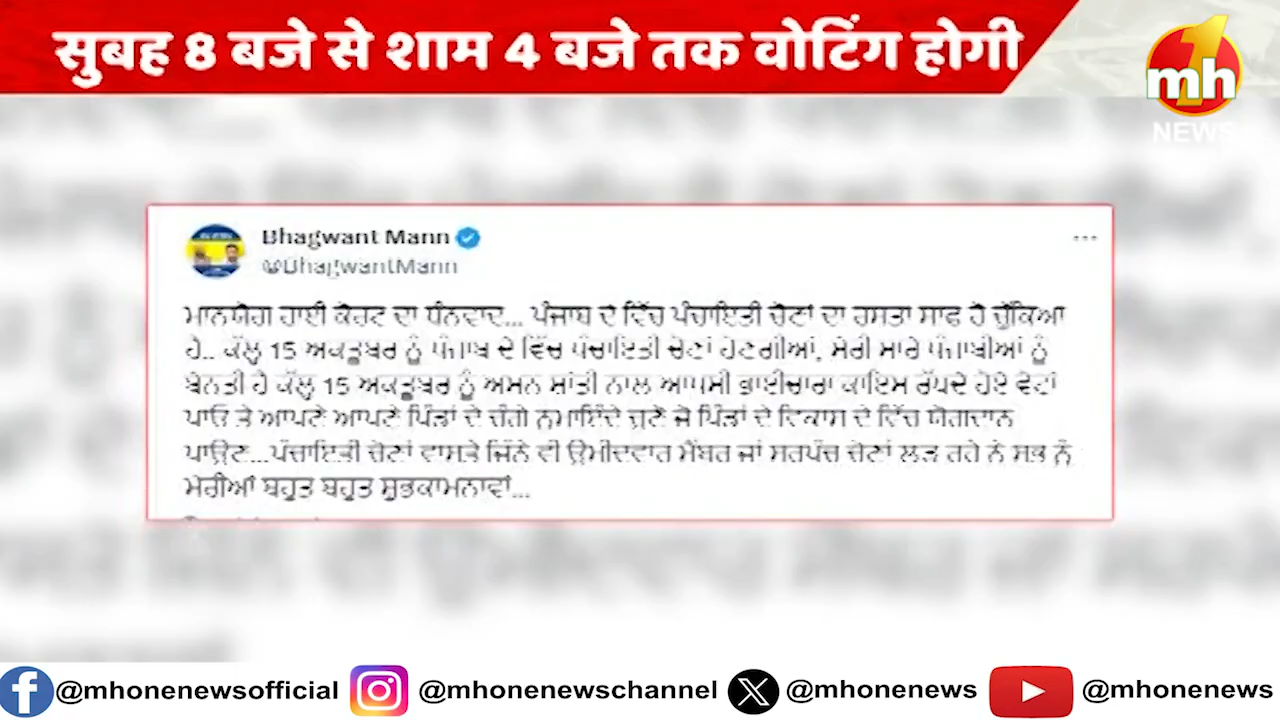 सुबह 8 बजे से शाम 4 बजे तक वोटिंग होगी
mh 1
NEWS
Bhagwant Mann
@BhagwantMann
ਮਾਨਯੋਗ ਹਾਈ ਕੋਰਟ ਦਾ ਧੰਨਵਾਦ... ਪੰਜਾਬ ਦੇ ਵਿੱਚ ਪੰਚਾਇਤੀ ਚੋਣਾਂ ਦਾ ਰਸਤਾ ਸਾਫ ਹੋ ਚੁੱਕਿਆ
ਹੈ.. ਕੱਲ੍ਹ 15 ਅਕਤੂਬਰ ਨੂੰ ਪੰਜਾਬ ਦੇ ਵਿੱਚ ਪੰਚਾਇਤੀ ਚੋਣਾਂ ਹੋਣਗੀਆਂ, ਮੇਰੀ ਸਾਰੇ ਪੰਜਾਬੀਆਂ ਨੂੰ
ਬੇਨਤੀ ਹੈ ਕੱਲ੍ਹ 15 ਅਕਤੂਬਰ ਨੂੰ ਅਮਨ ਸ਼ਾਂਤੀ ਨਾਲ ਆਪਸੀ ਭਾਈਚਾਰਾ ਕਾਇਮ ਰੱਖਦੇ ਹੋਏ ਵੋਟਾਂ
ਪਾਓ ਤੇ ਆਪਣੇ ਆਪਣੇ ਪਿੰਡਾਂ ਦੇ ਚੰਗੇ ਨੁਮਾਇੰਦੇ ਚੁਣੋ ਜੋ ਪਿੰਡਾਂ ਦੇ ਵਿਕਾਸ ਦੇ ਵਿੱਚ ਯੋਗਦਾਨ
ਪਾਉਣ...ਪੰਚਾਇਤੀ ਚੋਣਾਂ ਵਾਸਤੇ ਜਿੰਨੇ ਵੀ ਉਮੀਦਵਾਰ ਮੈਂਬਰ ਜਾਂ ਸਰਪੰਚ ਚੋਣਾਂ ਲੜ ਰਹੇ ਨੇ ਸਭ ਨੂੰ
ਮੇਰੀਆਂ ਬਹੁਤ ਬਹੁਤ ਸ਼ੁਭਕਾਮਨਾਵਾਂ...
@mhonenewsofficial @mhonenewschannel @mhonenews @mhonenews